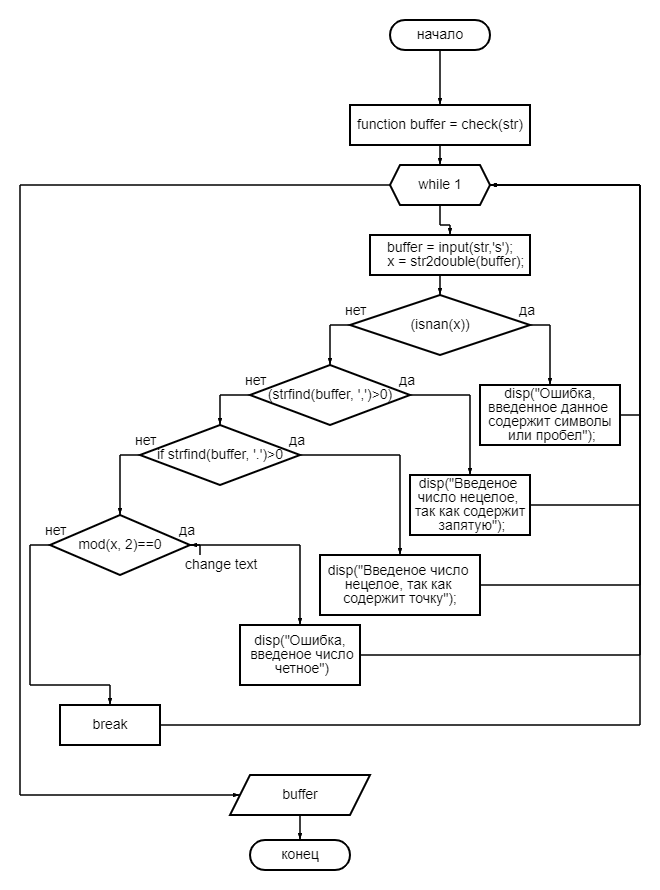 начало
function buffer = check(str)
while 1
buffer = input(str,'s');
x = str2double(buffer);
нет
да
(isnan(x))
нет
да
(strfind(buffer, ',')>0)
disp("Ошибка,
введенное данное
содержит символы
или пробел");
нет
да
if strfind(buffer, '.')>0
disp("Введеное
число нецелое,
так как содержит
запятую");
нет
да
mod(x, 2)==0
change text
disp("Введеное число
нецелое, так как
содержит точку");
disp("Ошибка,
введеное число
четное")
break
buffer
конец